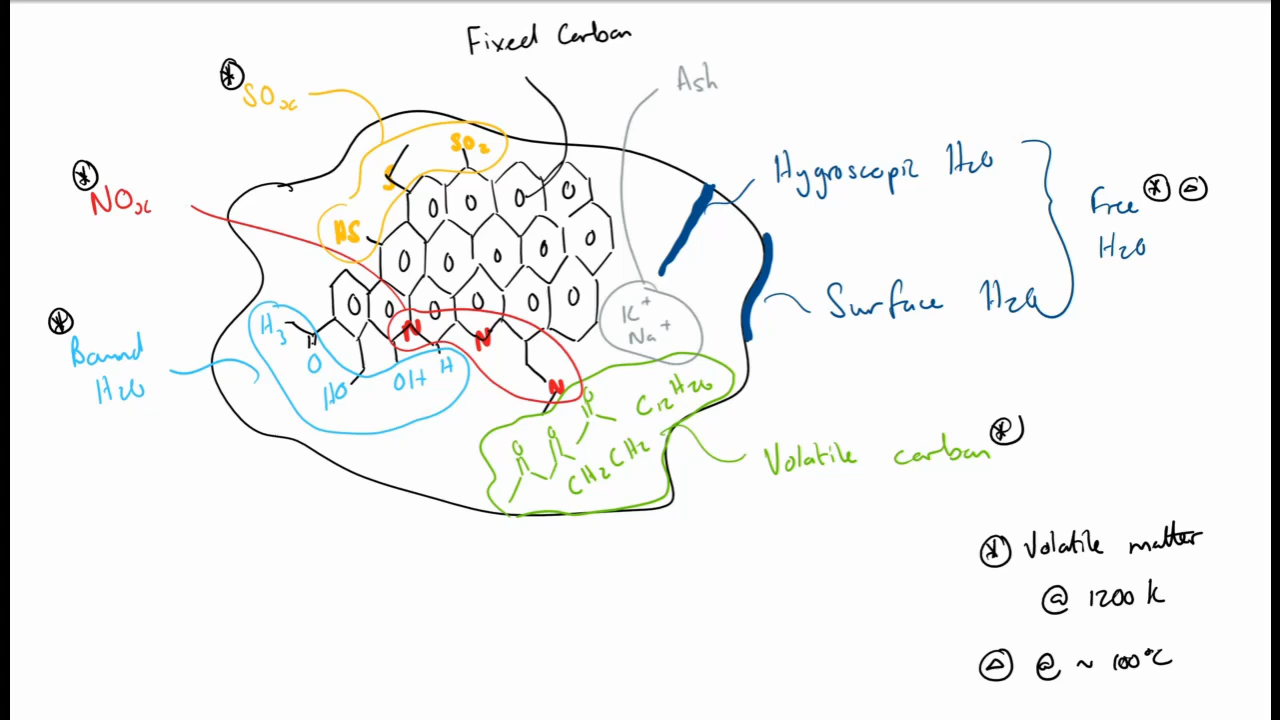 Fixed Carbon
Ash
SOx
NOx
Bound
H2O
Hygroscopic H2O
Surface H2O
Free
H2O
Volatile carbon
S
SO2
HS
N
N
N
H3
O
HO
OH
H
K+
Na+
O
O
O
C12H20
CH2CH2
Volatile matter
@ 1200 K
@ ~ 100°C